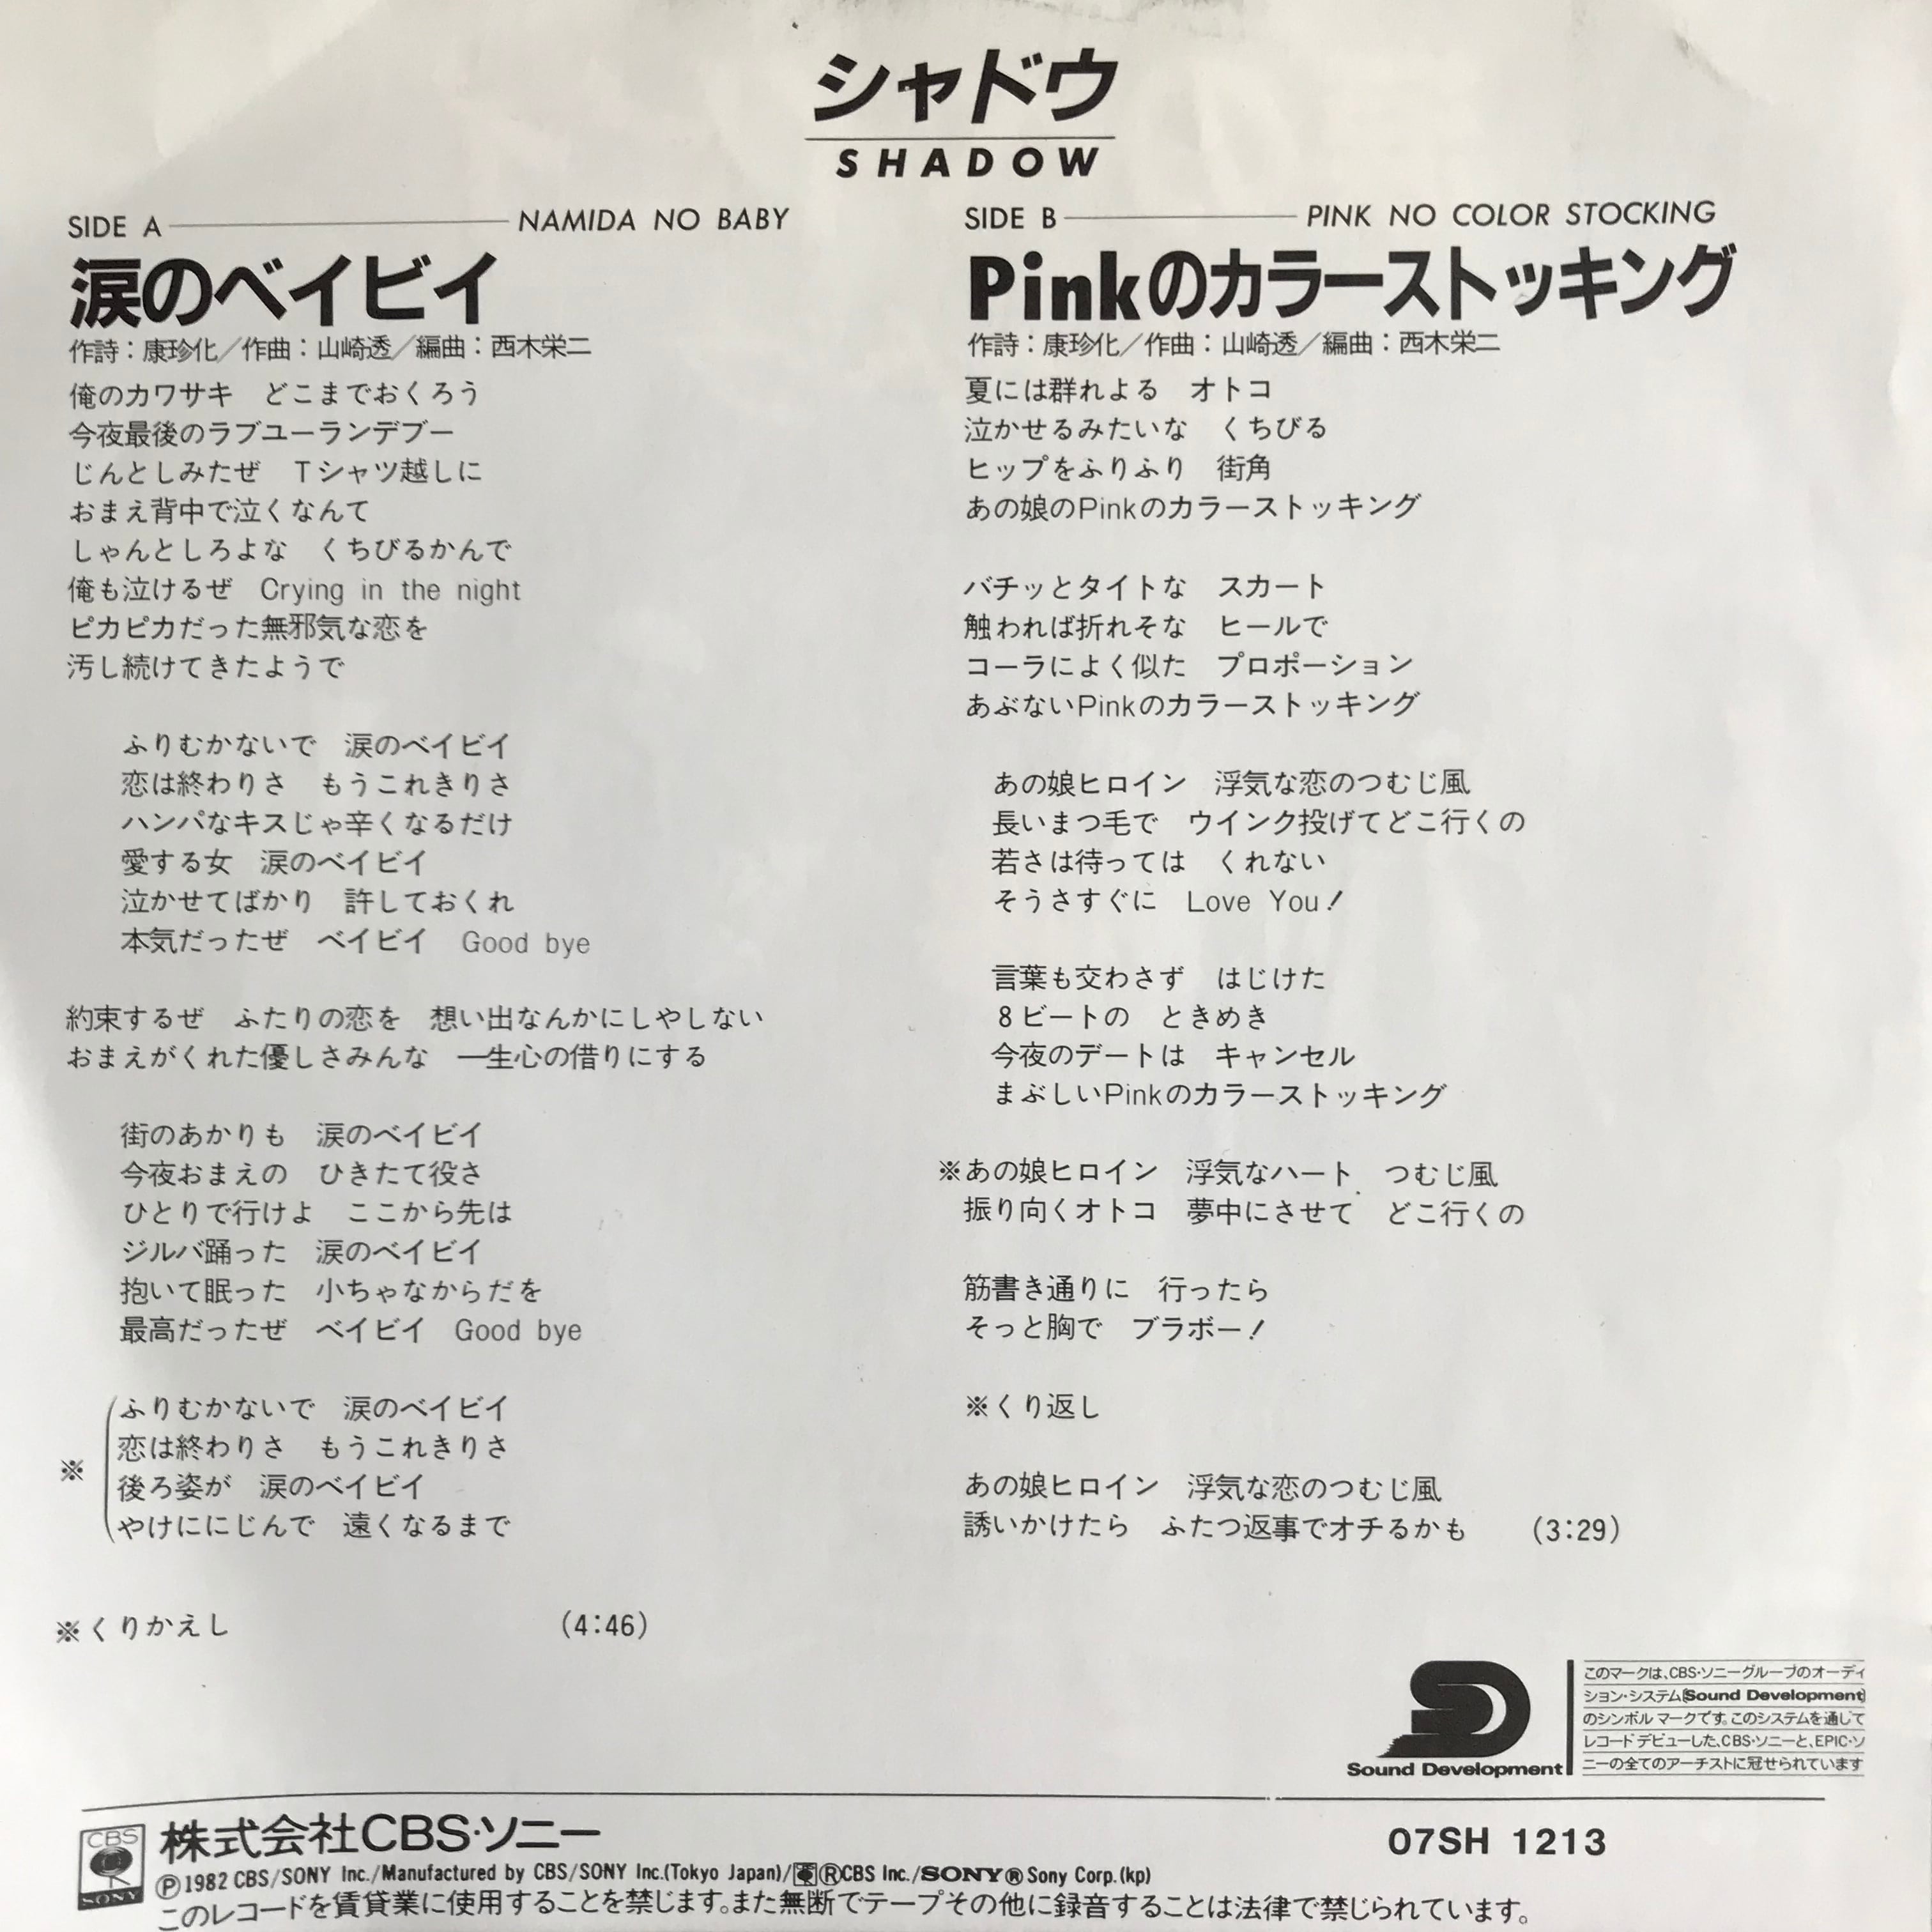 シャドウ
SHADOW
SIDE A NAMIDA NO BABY
涙のベイビイ
作詩：康珍化／作曲：山崎透／編曲：西木栄二
俺のカワサキ　どこまでおくろう
今夜最後のラブユーランデブー
じんとしみたぜ　Tシャツ越しに
おまえ背中で泣くなんて
しゃんとしろよな　くちびるかんで
俺も泣けるぜ　Crying in the night
ピカピカだった無邪気な恋を
汚し続けてきたようで
ふりむかないで　涙のベイビイ
恋は終わりさ　もうこれきりさ
ハンパなキスじゃ辛くなるだけ
愛する女　涙のベイビイ
泣かせてばかり　許しておくれ
本気だったぜ　ベイビイ　Good bye
約束するぜ　ふたりの恋を　想い出なんかにしやしない
おまえがくれた優しさみんな　一生心の借りにする
街のあかりも　涙のベイビイ
今夜おまえの　ひきたて役さ
ひとりで行けよ　ここから先は
ジルバ踊った　涙のベイビイ
抱いて眠った　小ちゃなからだを
最高だったぜ　ベイビイ　Good bye
※
ふりむかないで　涙のベイビイ
恋は終わりさ　もうこれきりさ
後ろ姿が　涙のベイビイ
やけににじんで　遠くなるまで
※くりかえし　(4:46)
SIDE B PINK NO COLOR STOCKING
Pinkのカラーストッキング
作詩：康珍化／作曲：山崎透／編曲：西木栄二
夏には群れよる　オトコ
泣かせるみたいな　くちびる
ヒップをふりふり　街角
あの娘のPinkのカラーストッキング
バチッとタイトな　スカート
触われば折れそな　ヒールで
コーラによく似た　プロポーション
あぶないPinkのカラーストッキング
あの娘ヒロイン　浮気な恋のつむじ風
長いまつ毛で　ウインク投げてどこ行くの
若さは待っては　くれない
そうさすぐに　Love You！
言葉も交わさず　はじけた
8ビートの　ときめき
今夜のデートは　キャンセル
まぶしいPinkのカラーストッキング
※あの娘ヒロイン　浮気なハート　つむじ風
振り向くオトコ　夢中にさせて　どこ行くの
筋書き通りに　行ったら
そっと胸で　ブラボー！
※くり返し
あの娘ヒロイン　浮気な恋のつむじ風
誘いかけたら　ふたつ返事でオチるかも　(3:29)
Sound Development
このマークは、CBS・ソニーグループのオーディ
ション・システム(Sound Development)
のシンボルマークです。このシステムを通して
レコードデビューした、CBS・ソニーと、EPIC・ソ
ニーの全てのアーチストに冠せられています
CBS
SONY
株式会社CBS・ソニー
07SH 1213
Ⓟ1982 CBS/SONY Inc./Manufactured by CBS/SONY Inc.(Tokyo Japan)/ⓇCBS Inc./SONY®Sony Corp.(kp)
このレコードを賃貸業に使用することを禁じます。また無断でテープその他に録音することは法律で禁じられています。